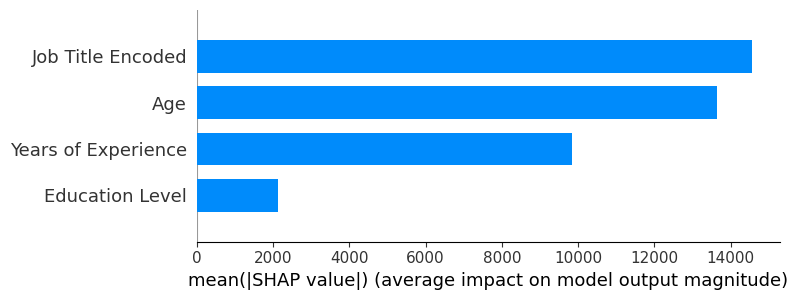 Job Title Encoded
Age
Years of Experience
Education Level
0 2000 4000 6000 8000 10000 12000 14000
mean(|SHAP value|) (average impact on model output magnitude)